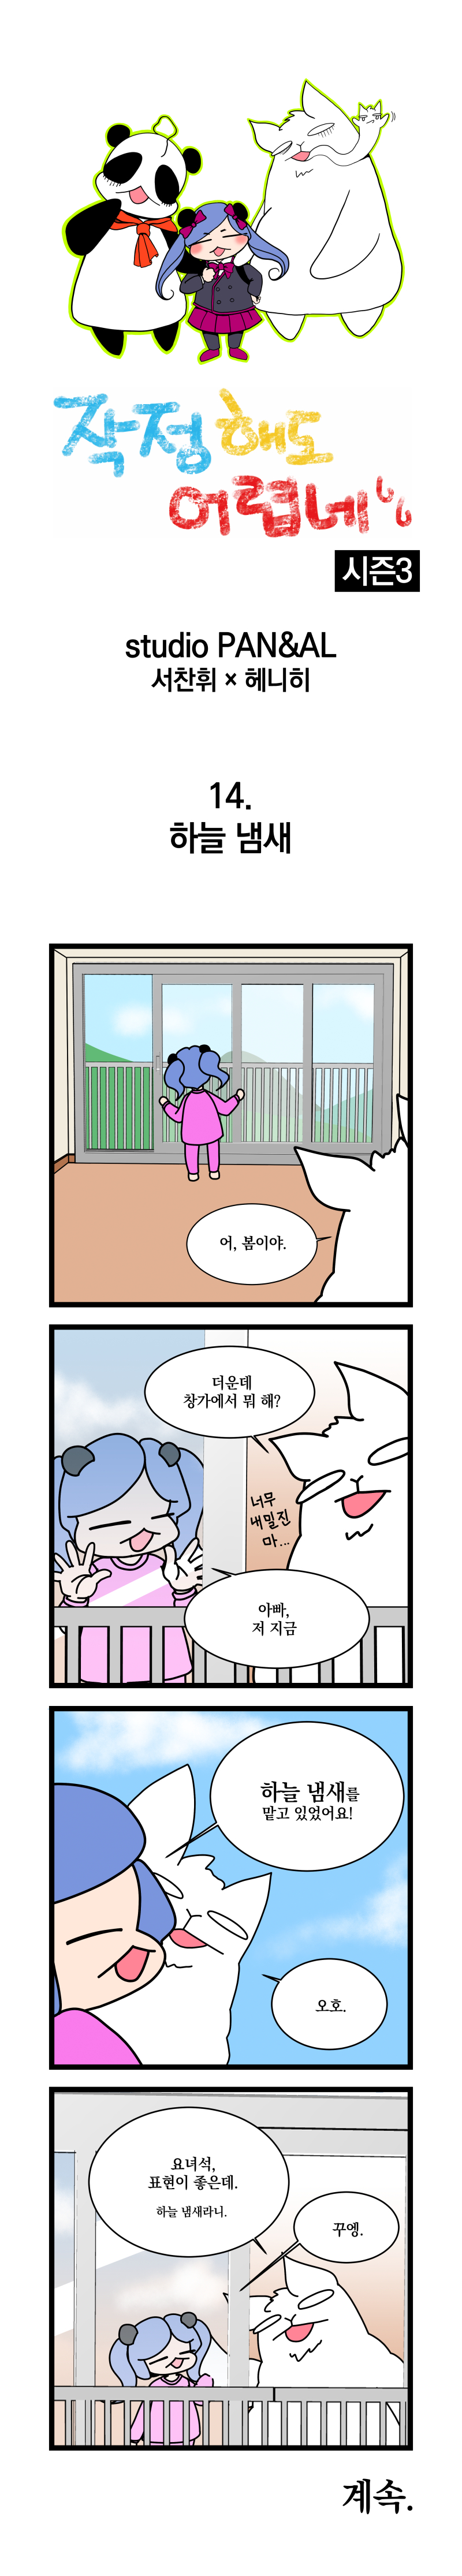 작정해도
어렵네
시즌3
studio PAN&AL
서찬휘 × 헤니히
14.
하늘 냄새
어, 봄이야.
더운데
창가에서 뭐 해?
너무
내밀진
마...
아빠,
저 지금
하늘 냄새를
맡고 있었어요!
오호.
요녀석,
표현이 좋은데.
하늘 냄새라니.
꾸엥.
계속.